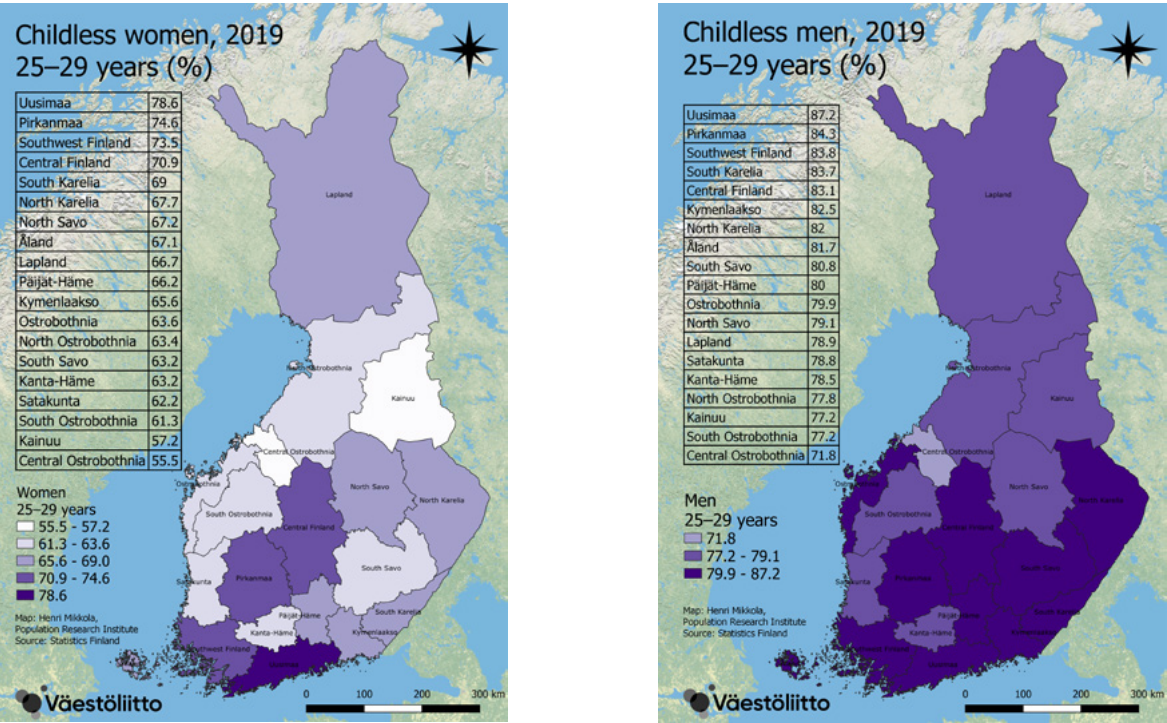 Childless women, 2019
25–29 years (%)
Uusimaa 78.6
Pirkanmaa 74.6
Southwest Finland 73.5
Central Finland 70.9
South Karelia 69
North Karelia 67.7
North Savo 67.2
Åland 67.1
Lapland 66.7
Päijät-Häme 66.2
Kymenlaakso 65.6
Ostrobothnia 63.6
North Ostrobothnia 63.4
South Savo 63.2
Kanta-Häme 63.2
Satakunta 62.2
South Ostrobothnia 61.3
Kainuu 57.2
Central Ostrobothnia 55.5
Women
25–29 years
55.5 - 57.2
61.3 - 63.6
65.6 - 69.0
70.9 - 74.6
78.6
Map: Henri Mikkola,
Population Research Institute
Source: Statistics Finland
Väestöliitto
Lapland
North Ostrobothnia
Kainuu
Central Ostrobothnia
Ostrobothnia
North Savo
North Karelia
South Ostrobothnia
Central Finland
South Savo
Satakunta
Pirkanmaa
Päijät-Häme
South Karelia
Kanta-Häme
Kymenlaakso
Southwest Finland
Uusimaa
0 100 200 300 km
Childless men, 2019
25–29 years (%)
Uusimaa 87.2
Pirkanmaa 84.3
Southwest Finland 83.8
South Karelia 83.7
Central Finland 83.1
Kymenlaakso 82.5
North Karelia 82
Åland 81.7
South Savo 80.8
Päijät-Häme 80
Ostrobothnia 79.9
North Savo 79.1
Lapland 78.9
Satakunta 78.8
Kanta-Häme 78.5
North Ostrobothnia 77.8
Kainuu 77.2
South Ostrobothnia 77.2
Central Ostrobothnia 71.8
Men
25–29 years
71.8
77.2 - 79.1
79.9 - 87.2
Map: Henri Mikkola,
Population Research Institute
Source: Statistics Finland
Väestöliitto
Lapland
North Ostrobothnia
Kainuu
Central Ostrobothnia
North Savo
North Karelia
South Ostrobothnia
Central Finland
South Savo
Satakunta
Pirkanmaa
Päijät-Häme
South Karelia
Kanta-Häme
Kymenlaakso
Southwest Finland
Uusimaa
0 100 200 300 km